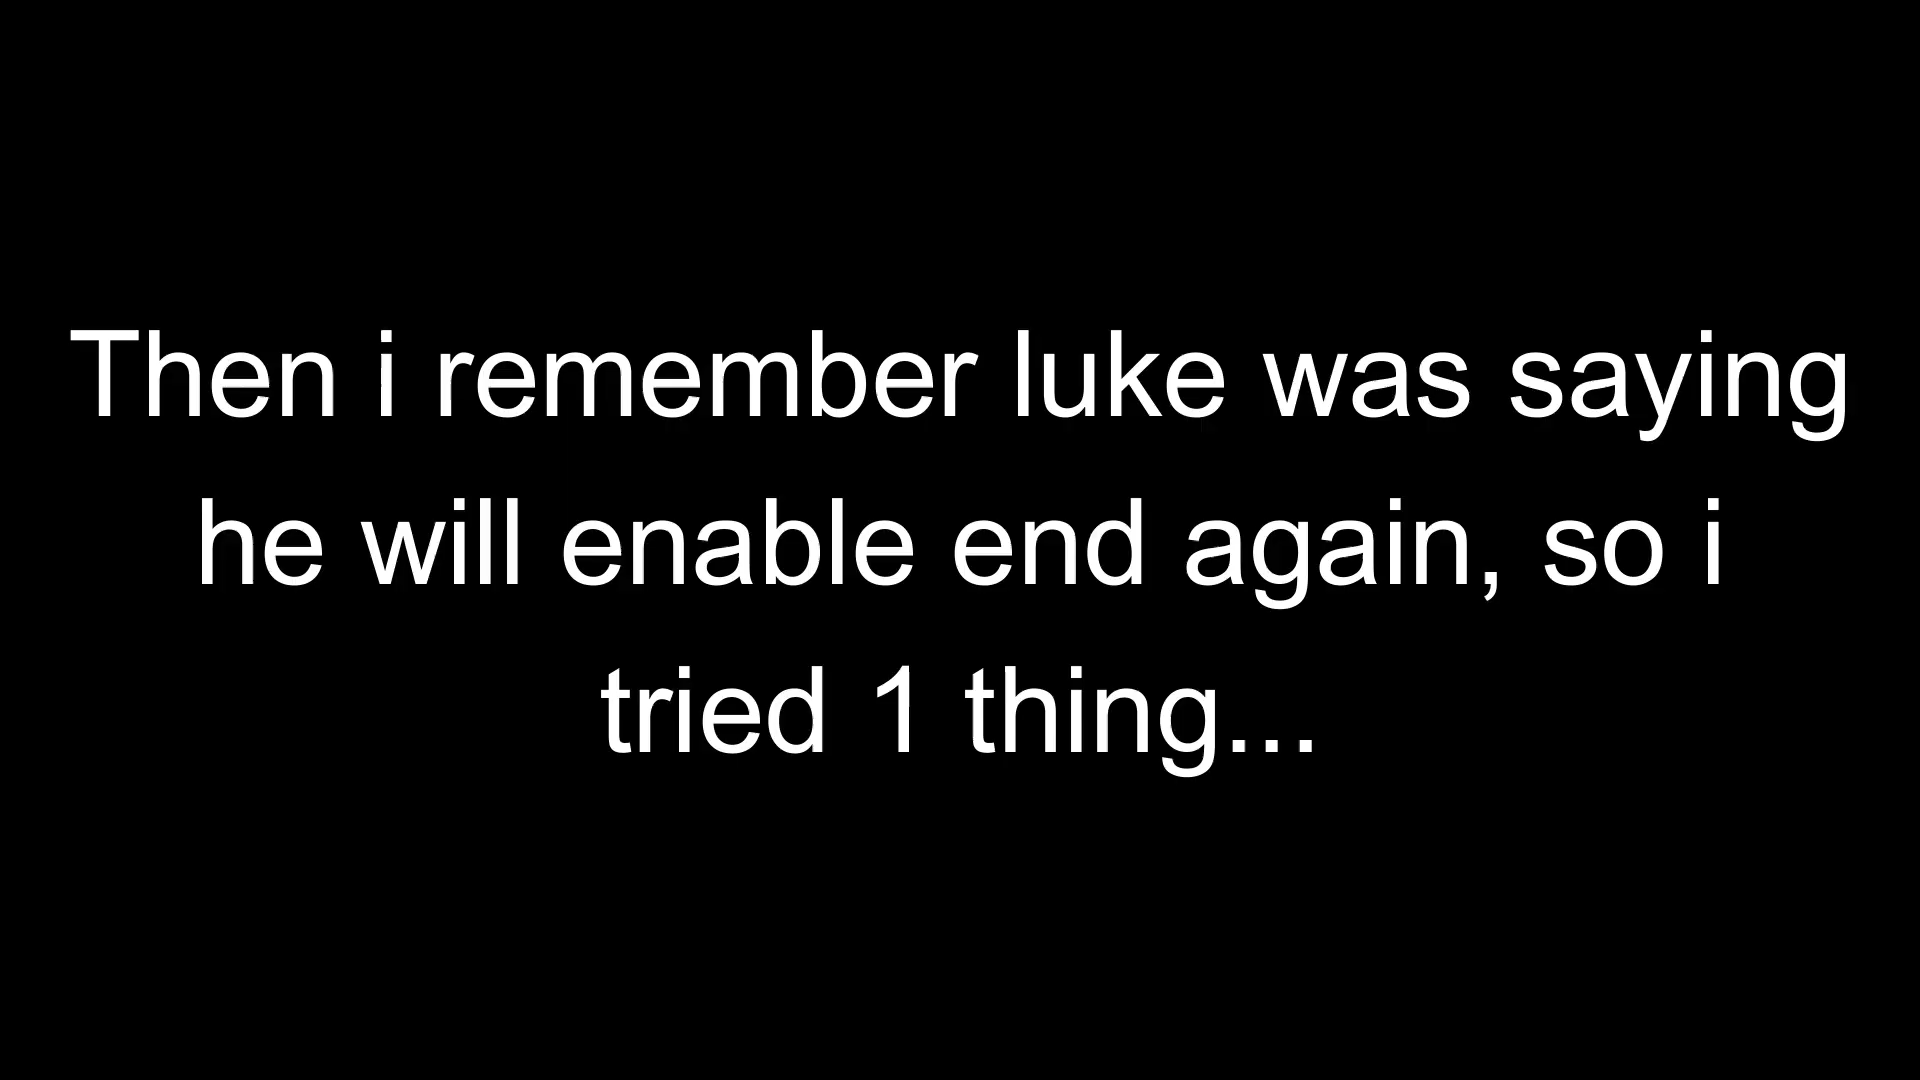 Then i remember luke was saying
he will enable end again, so i
tried 1 thing...